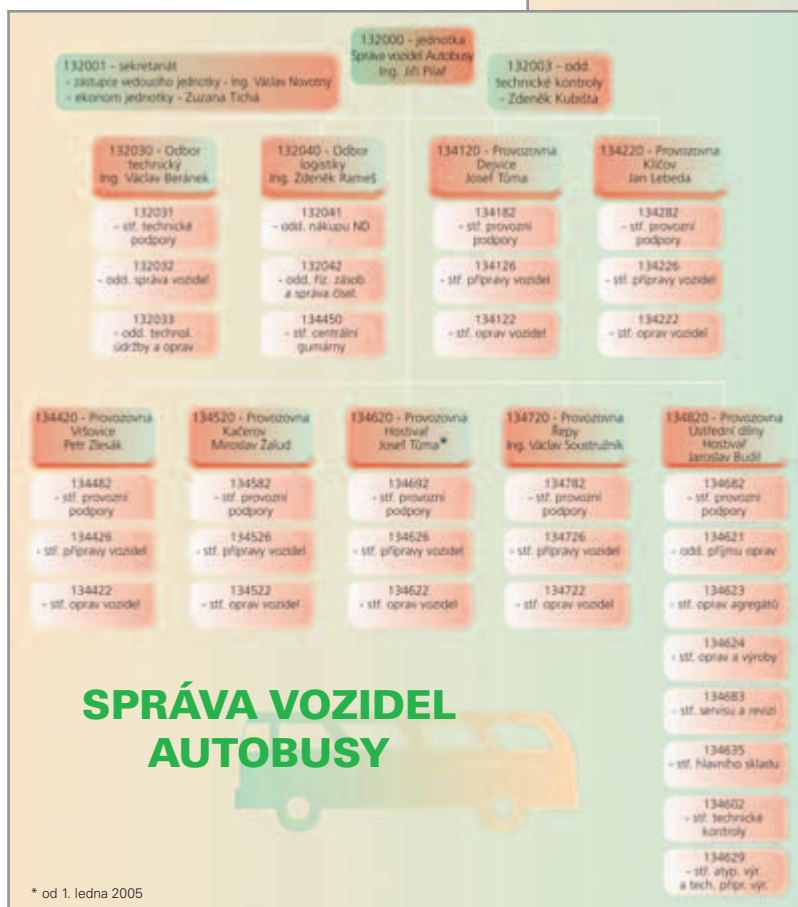 132000 - jednotka
Správa vozidel Autobusy
Ing. Jiří Pilař
132001 - sekretariát
- zástupce vedoucího jednotky - Ing. Václav Novotný
- ekonom jednotky - Zuzana Tichá
132003 - odd.
technické kontroly
- Zdeněk Kubišta
132030 - Odbor
technický
Ing. Václav Beránek
132031
- stř. technické
podpory
132032
- odd. správa vozidel
132033
- odd. technol.
údržby a oprav
132040 - Odbor
logistiky
Ing. Zdeněk Rameš
132041
- odd. nákupu ND
132042
- odd. říz. zásob
a správa čísel.
134450
- stř. centrální
gumárny
134120 - Provozovna
Dejvice
Josef Tůma
134182
- stř. provozní
podpory
134126
- stř. přípravy vozidel
134122
- stř. oprav vozidel
134220 - Provozovna
Klíčov
Jan Lebeda
134282
- stř. provozní
podpory
134226
- stř. přípravy vozidel
134222
- stř. oprav vozidel
134420 - Provozovna
Vršovice
Petr Zlesák
134482
- stř. provozní
podpory
134426
- stř. přípravy vozidel
134422
- stř. oprav vozidel
134520 - Provozovna
Kačerov
Miroslav Žalud
134582
- stř. provozní
podpory
134526
- stř. přípravy vozidel
134522
- stř. oprav vozidel
134620 - Provozovna
Hostivař
Josef Tůma*
134692
- stř. provozní
podpory
134626
- stř. přípravy vozidel
134622
- stř. oprav vozidel
134720 - Provozovna
Řepy
Ing. Václav Soustružník
134782
- stř. provozní
podpory
134726
- stř. přípravy vozidel
134722
- stř. oprav vozidel
134820 - Provozovna
Ústřední dílny
Hostivař
Jaroslav Budil
134682
- stř. provozní
podpory
134621
- odd. příjmu oprav
134623
- stř. oprav agregátů
134624
- stř. oprav a výroby
134683
- stř. servisu a revizí
134635
- stř. hlavního skladu
134602
- stř. technické
kontroly
134629
- stř. atyp. výr.
a tech. přípr. výr.
SPRÁVA VOZIDEL
AUTOBUSY
* od 1. ledna 2005